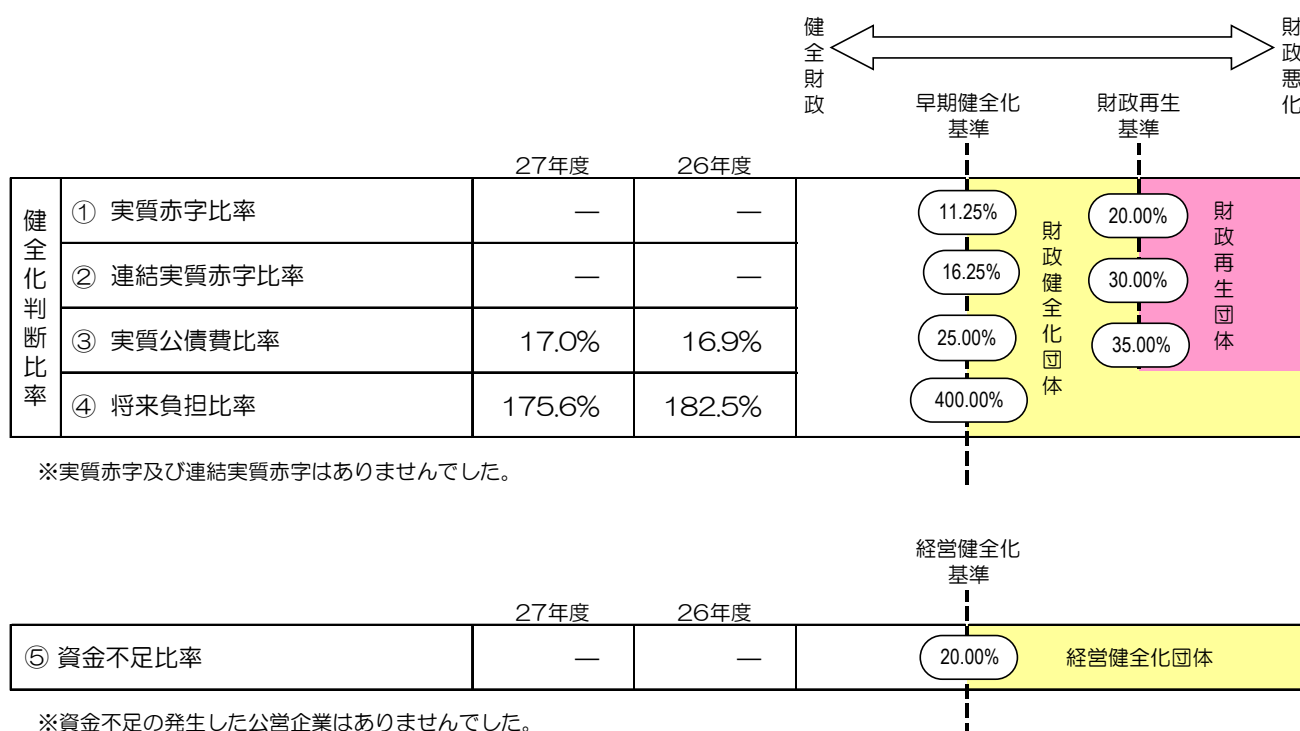 健全財政
財政悪化
早期健全化
基準
財政再生
基準
27年度 26年度
健全化判断比率
① 実質赤字比率 — — 11.25% 20.00%
② 連結実質赤字比率 — — 16.25% 30.00%
③ 実質公債費比率 17.0% 16.9% 25.00% 35.00%
④ 将来負担比率 175.6% 182.5% 400.00%
財政健全化団体
財政再生団体
※実質赤字及び連結実質赤字はありませんでした。
経営健全化
基準
27年度 26年度
⑤ 資金不足比率 — — 20.00% 経営健全化団体
※資金不足の発生した公営企業はありませんでした。